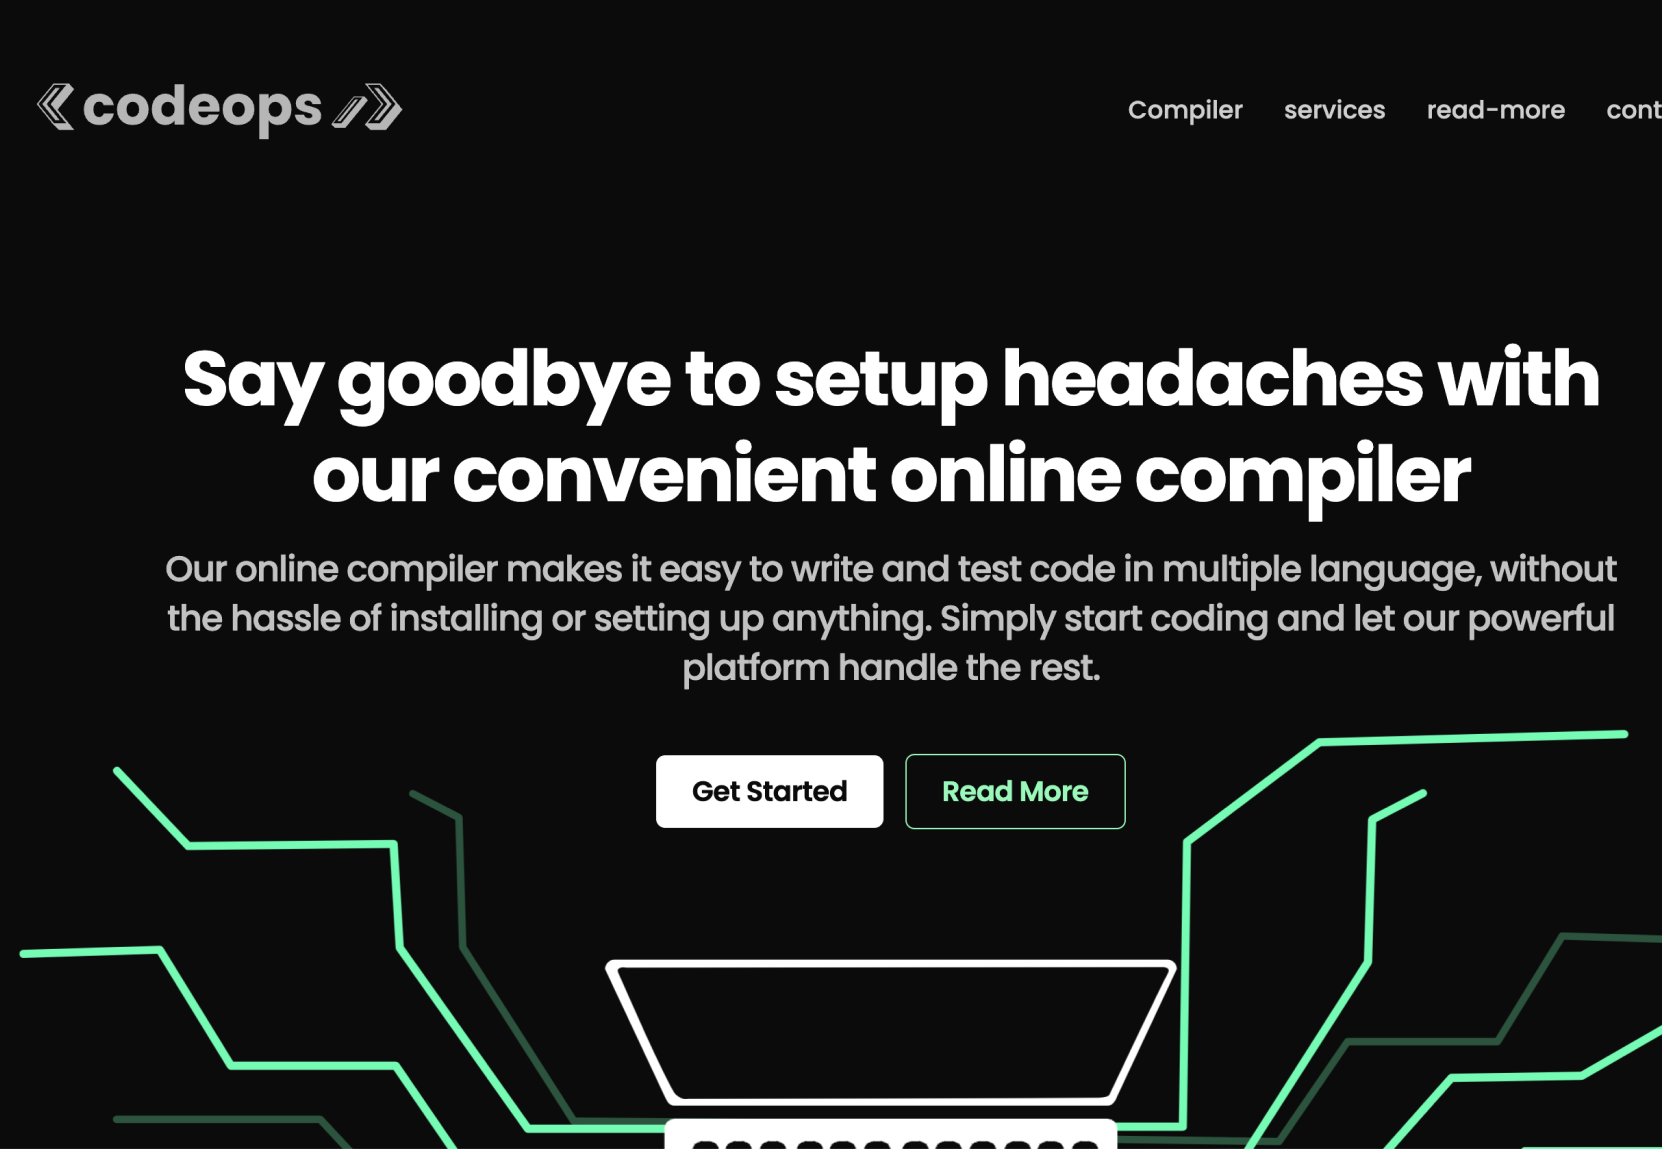 codeops
Compiler services read-more cont
Say goodbye to setup headaches with
our convenient online compiler
Our online compiler makes it easy to write and test code in multiple language, without
the hassle of installing or setting up anything. Simply start coding and let our powerful
platform handle the rest.
Get Started Read More